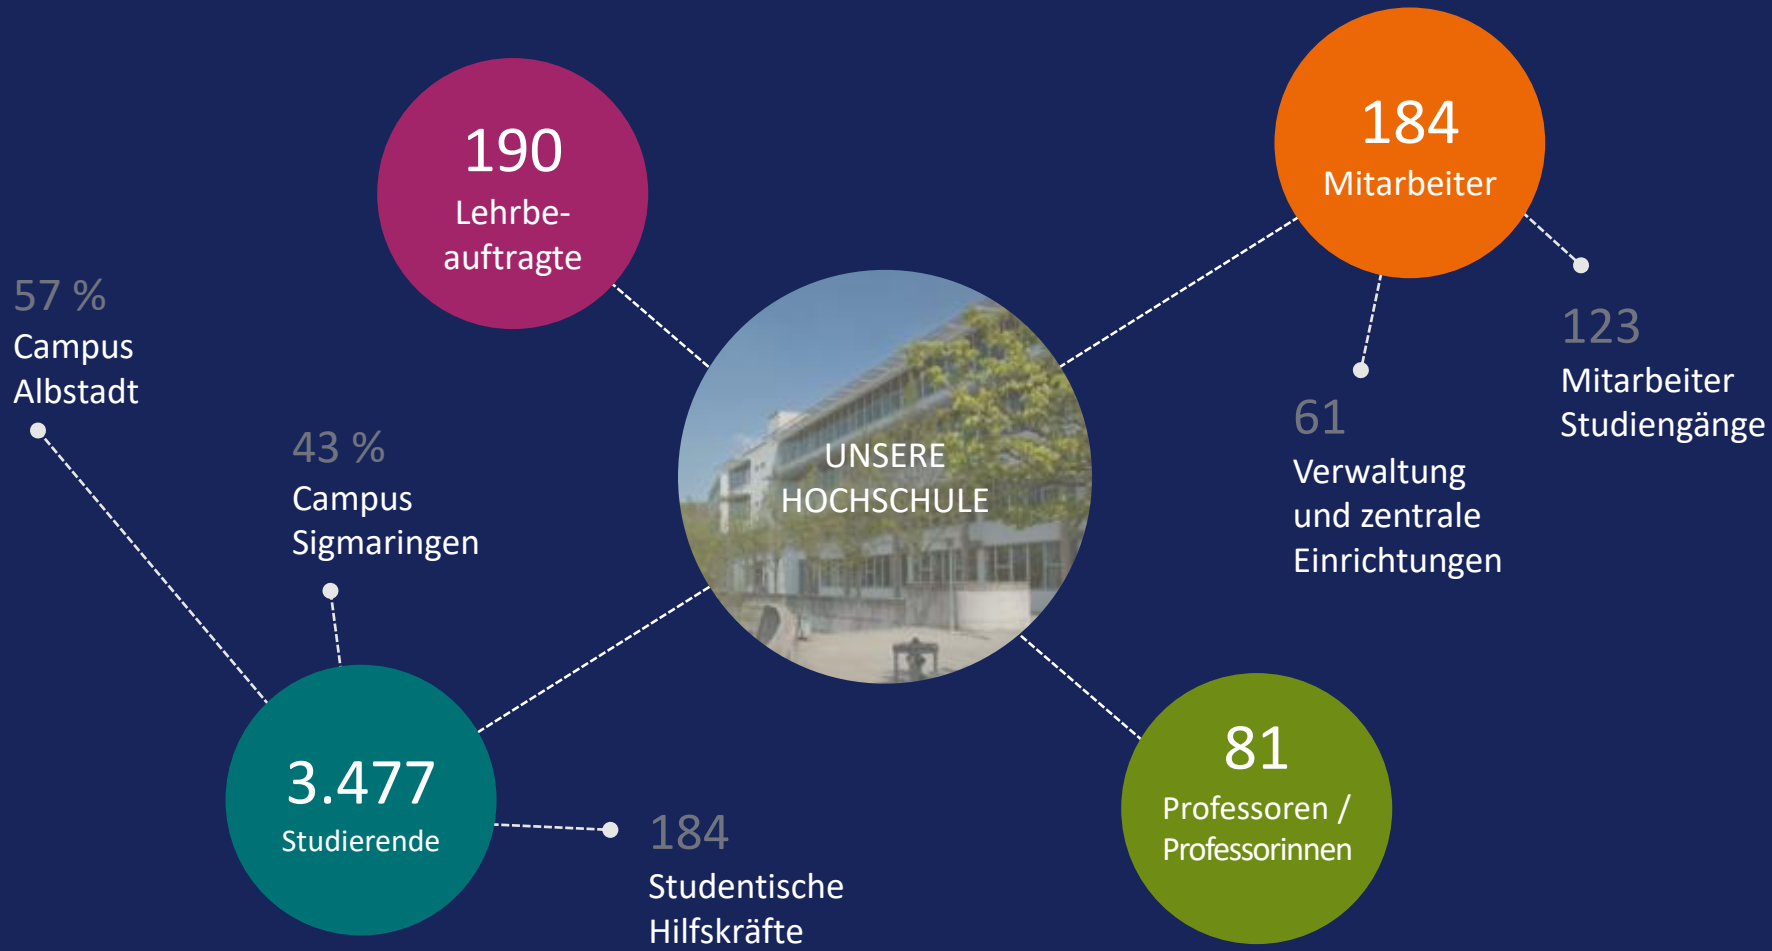 190
Lehrbe-
auftragte
184
Mitarbeiter
57 %
Campus
Albstadt
43 %
Campus
Sigmaringen
UNSERE
HOCHSCHULE
61
Verwaltung
und zentrale
Einrichtungen
123
Mitarbeiter
Studiengänge
3.477
Studierende
184
Studentische
Hilfskräfte
81
Professoren /
Professorinnen